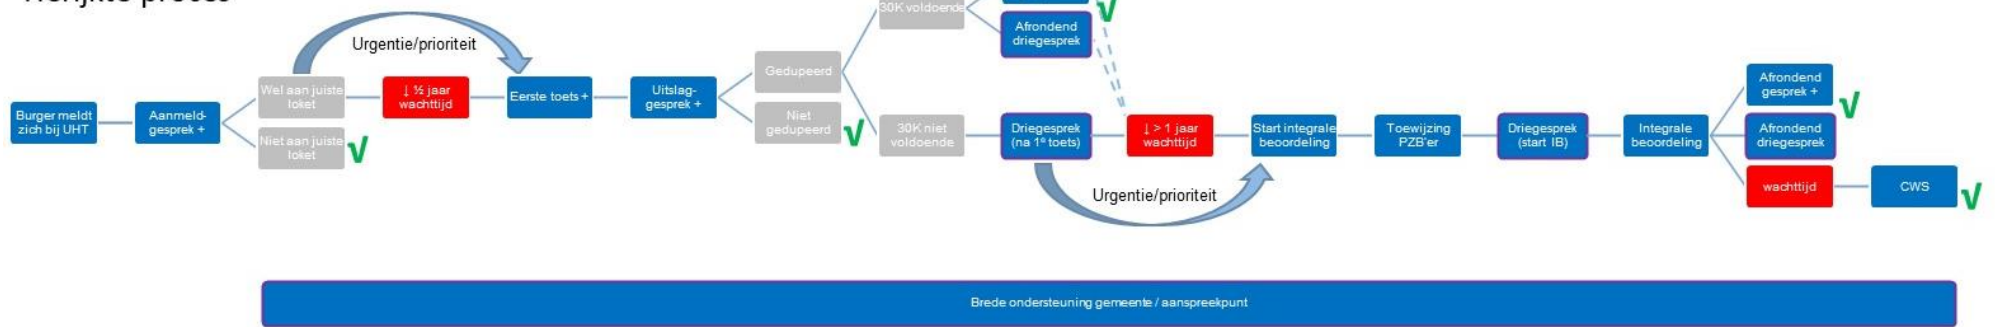 proces
30K voldoende
Afrondend
driegesprek
Urgentie/prioriteit
Burger meldt
zich bij UHT
Aanmeld-
gesprek +
Wel aan juiste
loket
Niet aan juiste
loket
√
↓ ½ jaar
wachttijd
Eerste toets +
Uitslag-
gesprek +
Gedupeerd
Niet
gedupeerd
√
30K niet
voldoende
√
Driegesprek
(na 1e toets)
↓ > 1 jaar
wachttijd
Urgentie/prioriteit
Start integrale
beoordeling
Toewijzing
PZB'er
Driegesprek
(start IB)
Integrale
beoordeling
Afrondend
gesprek +
√
Afrondend
driegesprek
wachttijd
CWS
√
Brede ondersteuning gemeente / aanspreekpunt